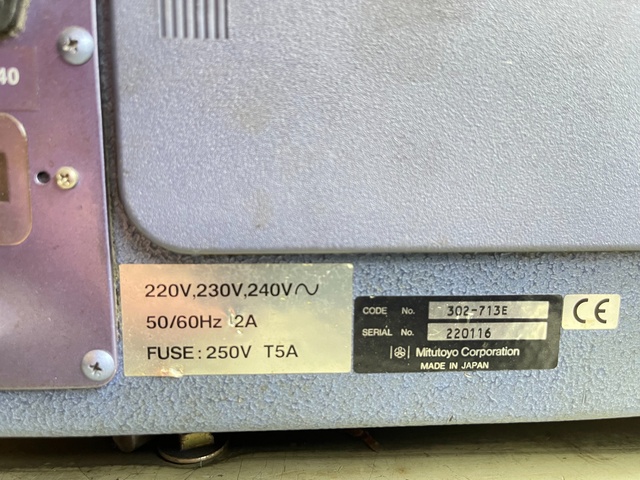 40
220V,230V,240V∿
50/60Hz 2A
FUSE: 250V T5A
CODE No. 302-713E
SERIAL No. 220116
Mitutoyo Corporation
MADE IN JAPAN
CE